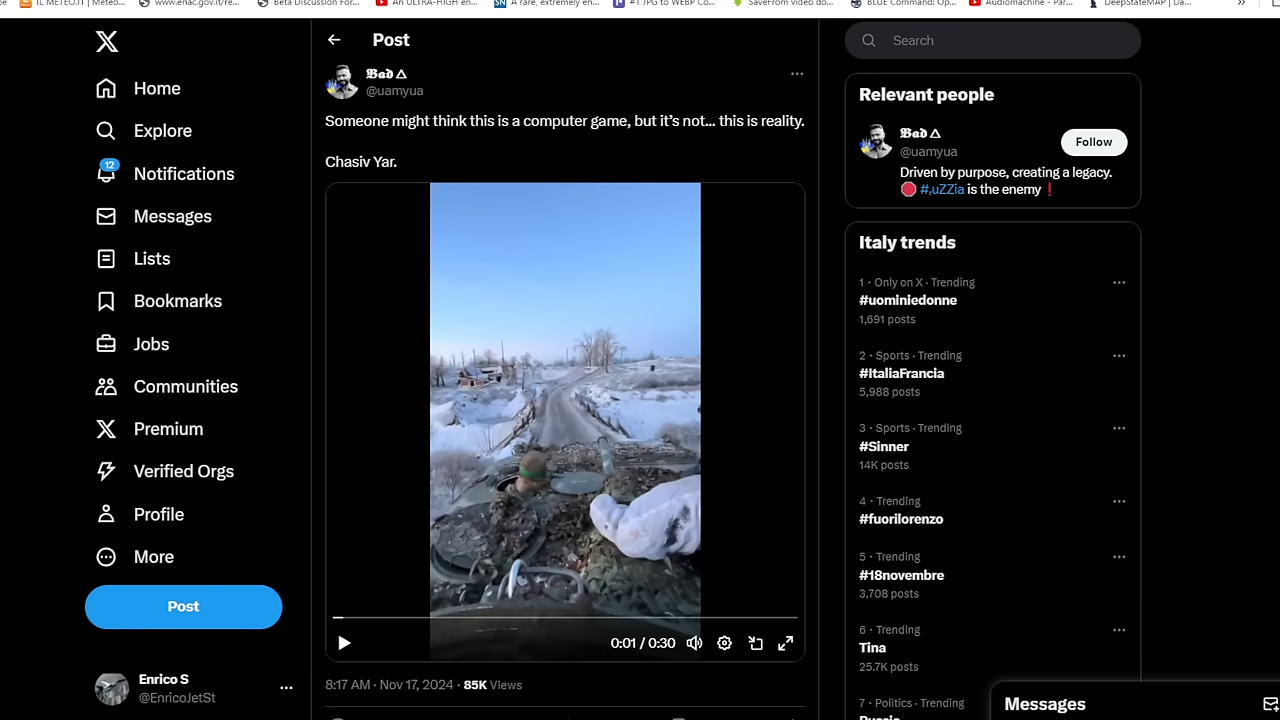 IL METEO.IT | Meteo...
www.enac.gov.it/re...
Beta Discussion For...
An ULTRA-HIGH en...
A rare, extremely en...
#1 JPG to WEBP Co...
SaveFrom video do...
BLUE Command: Op...
Audiomachine - Par...
DeepStateMAP | Da...
X
Home
Explore
12
Notifications
Messages
Lists
Bookmarks
Jobs
Communities
Premium
Verified Orgs
Profile
More
Post
Enrico S
@EnricoJetSt
Post
𝕭𝖆𝖉 △
@uamyua
Someone might think this is a computer game, but it’s not... this is reality.
Chasiv Yar.
0:01 / 0:30
8:17 AM · Nov 17, 2024 · 85K Views
Search
Relevant people
𝕭𝖆𝖉 △
@uamyua
Follow
Driven by purpose, creating a legacy.
🛑 #,uZZia is the enemy❗
Italy trends
1 · Only on X · Trending
#uominiedonne
1,691 posts
2 · Sports · Trending
#ItaliaFrancia
5,988 posts
3 · Sports · Trending
#Sinner
14K posts
4 · Trending
#fuorilorenzo
5 · Trending
#18novembre
3,708 posts
6 · Trending
Tina
25.7K posts
7 · Politics · Trending
Russia
Messages